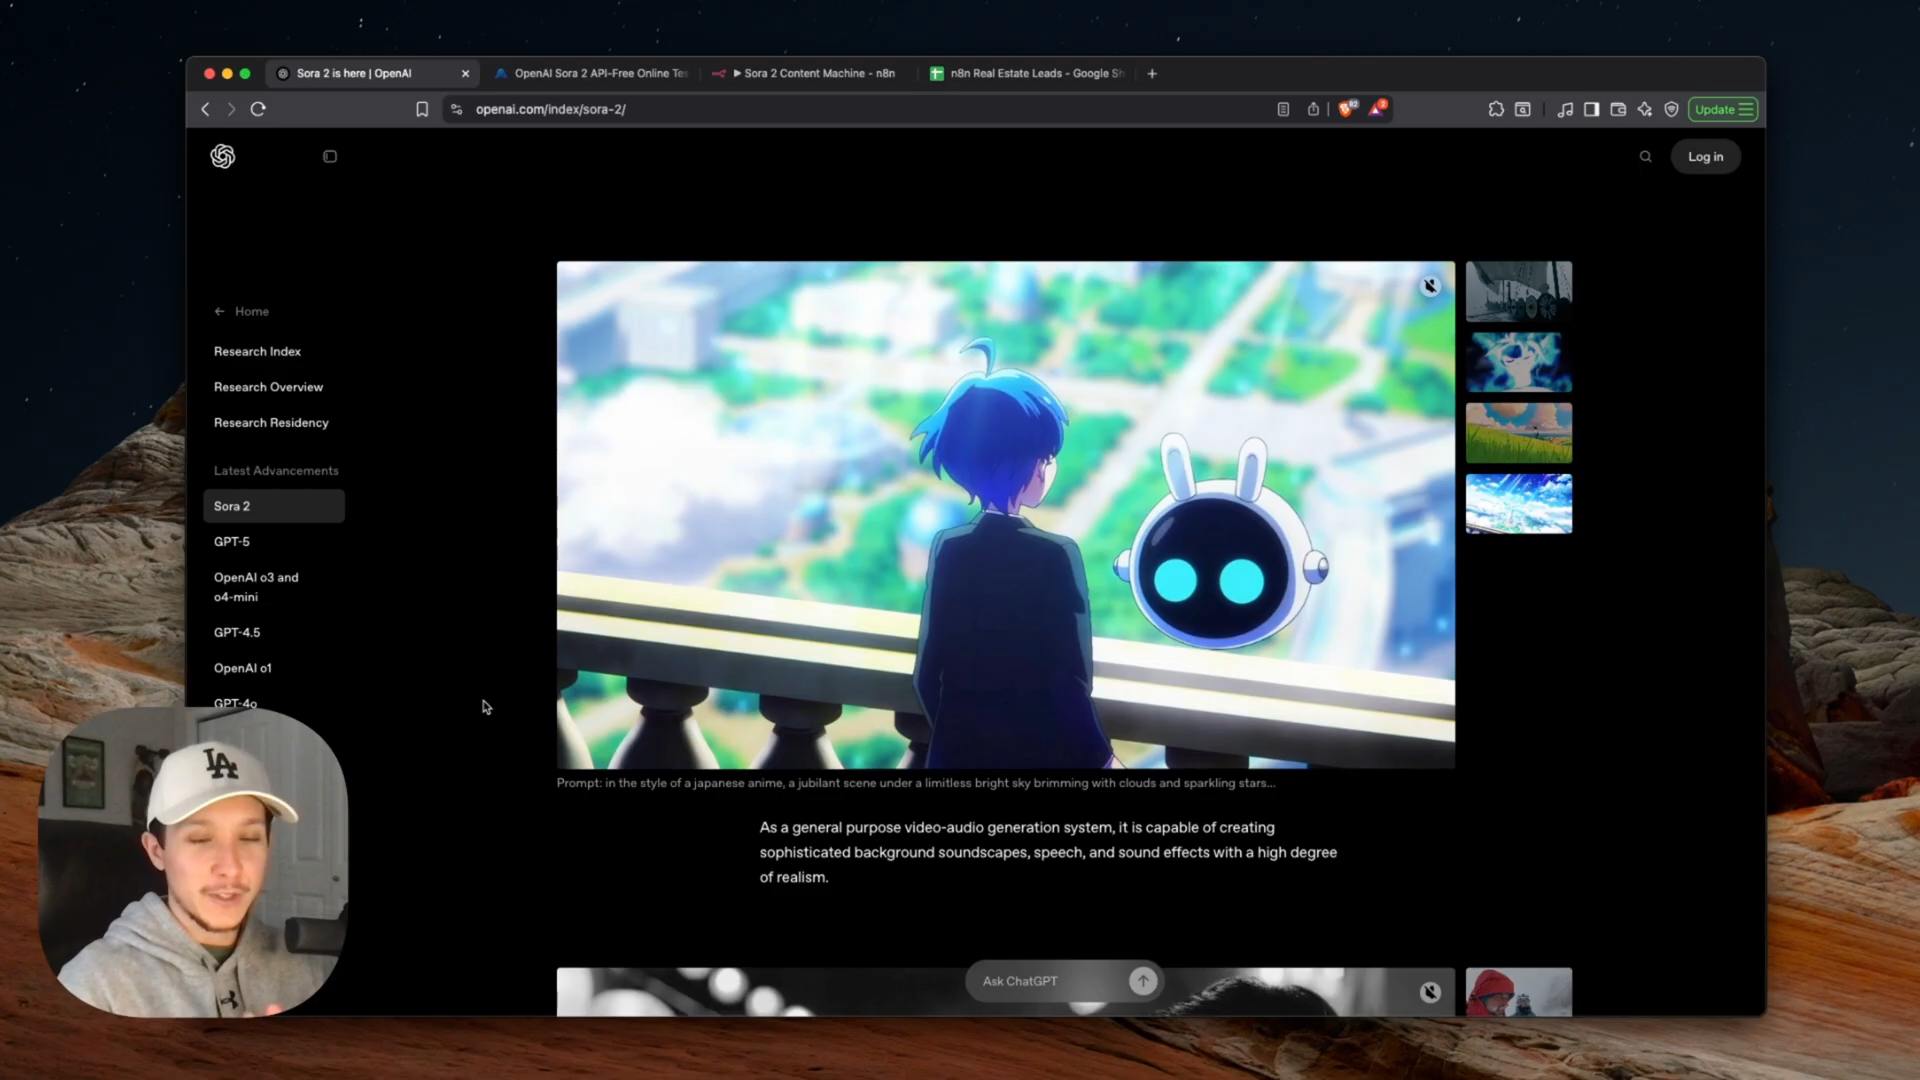 Sora 2 is here | OpenAI
OpenAI Sora 2 API-Free Online Tes
Sora 2 Content Machine - n8n
n8n Real Estate Leads - Google Sh
openai.com/index/sora-2/
82
2
Update
Log in
Home
Research Index
Research Overview
Research Residency
Latest Advancements
Sora 2
GPT-5
OpenAI o3 and
o4-mini
GPT-4.5
OpenAI o1
GPT-4o
Prompt: in the style of a japanese anime, a jubilant scene under a limitless bright sky brimming with clouds and sparkling stars...
As a general purpose video-audio generation system, it is capable of creating
sophisticated background soundscapes, speech, and sound effects with a high degree
of realism.
Ask ChatGPT
LA